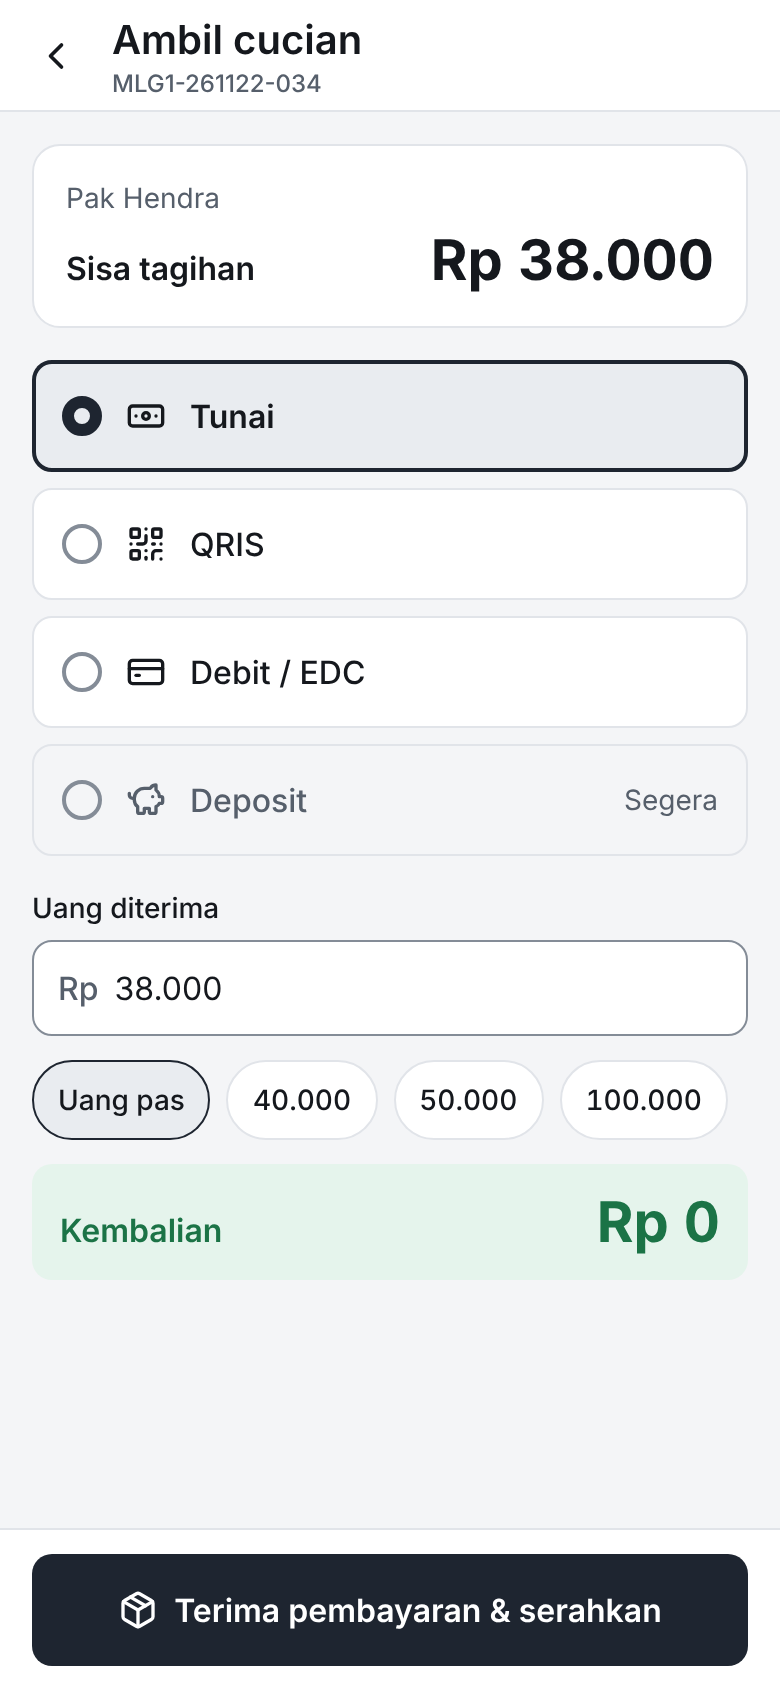 Ambil cucian
MLG1-261122-034
Pak Hendra
Sisa tagihan Rp 38.000
Tunai
QRIS
Debit / EDC
Deposit Segera
Uang diterima
Rp 38.000
Uang pas 40.000 50.000 100.000
Kembalian Rp 0
Terima pembayaran & serahkan